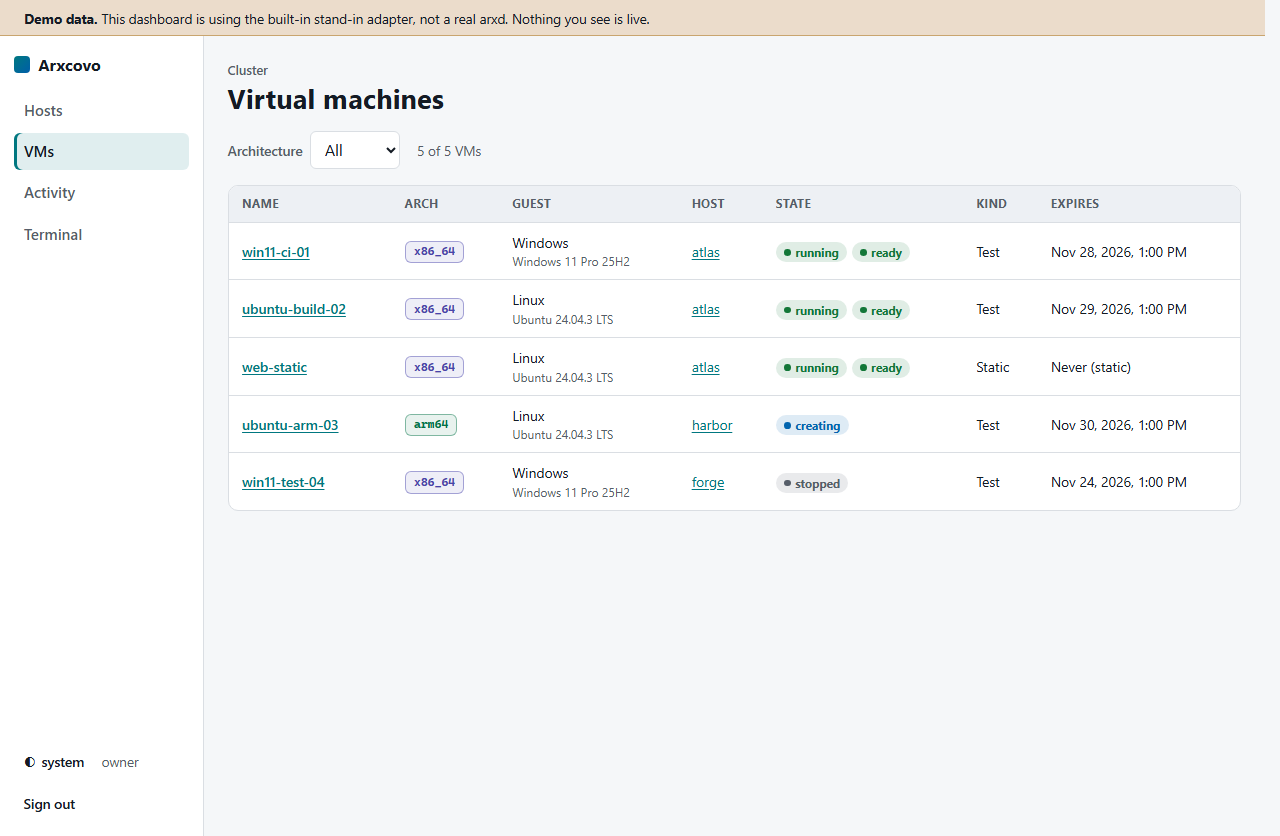 Demo data. This dashboard is using the built-in stand-in adapter, not a real arxd. Nothing you see is live.
Arxcovo
Hosts
VMs
Activity
Terminal
system owner
Sign out
Cluster
Virtual machines
Architecture All 5 of 5 VMs
NAME ARCH GUEST HOST STATE KIND EXPIRES
win11-ci-01 x86_64 Windows atlas running ready Test Nov 28, 2026, 1:00 PM
Windows 11 Pro 25H2
ubuntu-build-02 x86_64 Linux atlas running ready Test Nov 29, 2026, 1:00 PM
Ubuntu 24.04.3 LTS
web-static x86_64 Linux atlas running ready Static Never (static)
Ubuntu 24.04.3 LTS
ubuntu-arm-03 arm64 Linux harbor creating Test Nov 30, 2026, 1:00 PM
Ubuntu 24.04.3 LTS
win11-test-04 x86_64 Windows forge stopped Test Nov 24, 2026, 1:00 PM
Windows 11 Pro 25H2